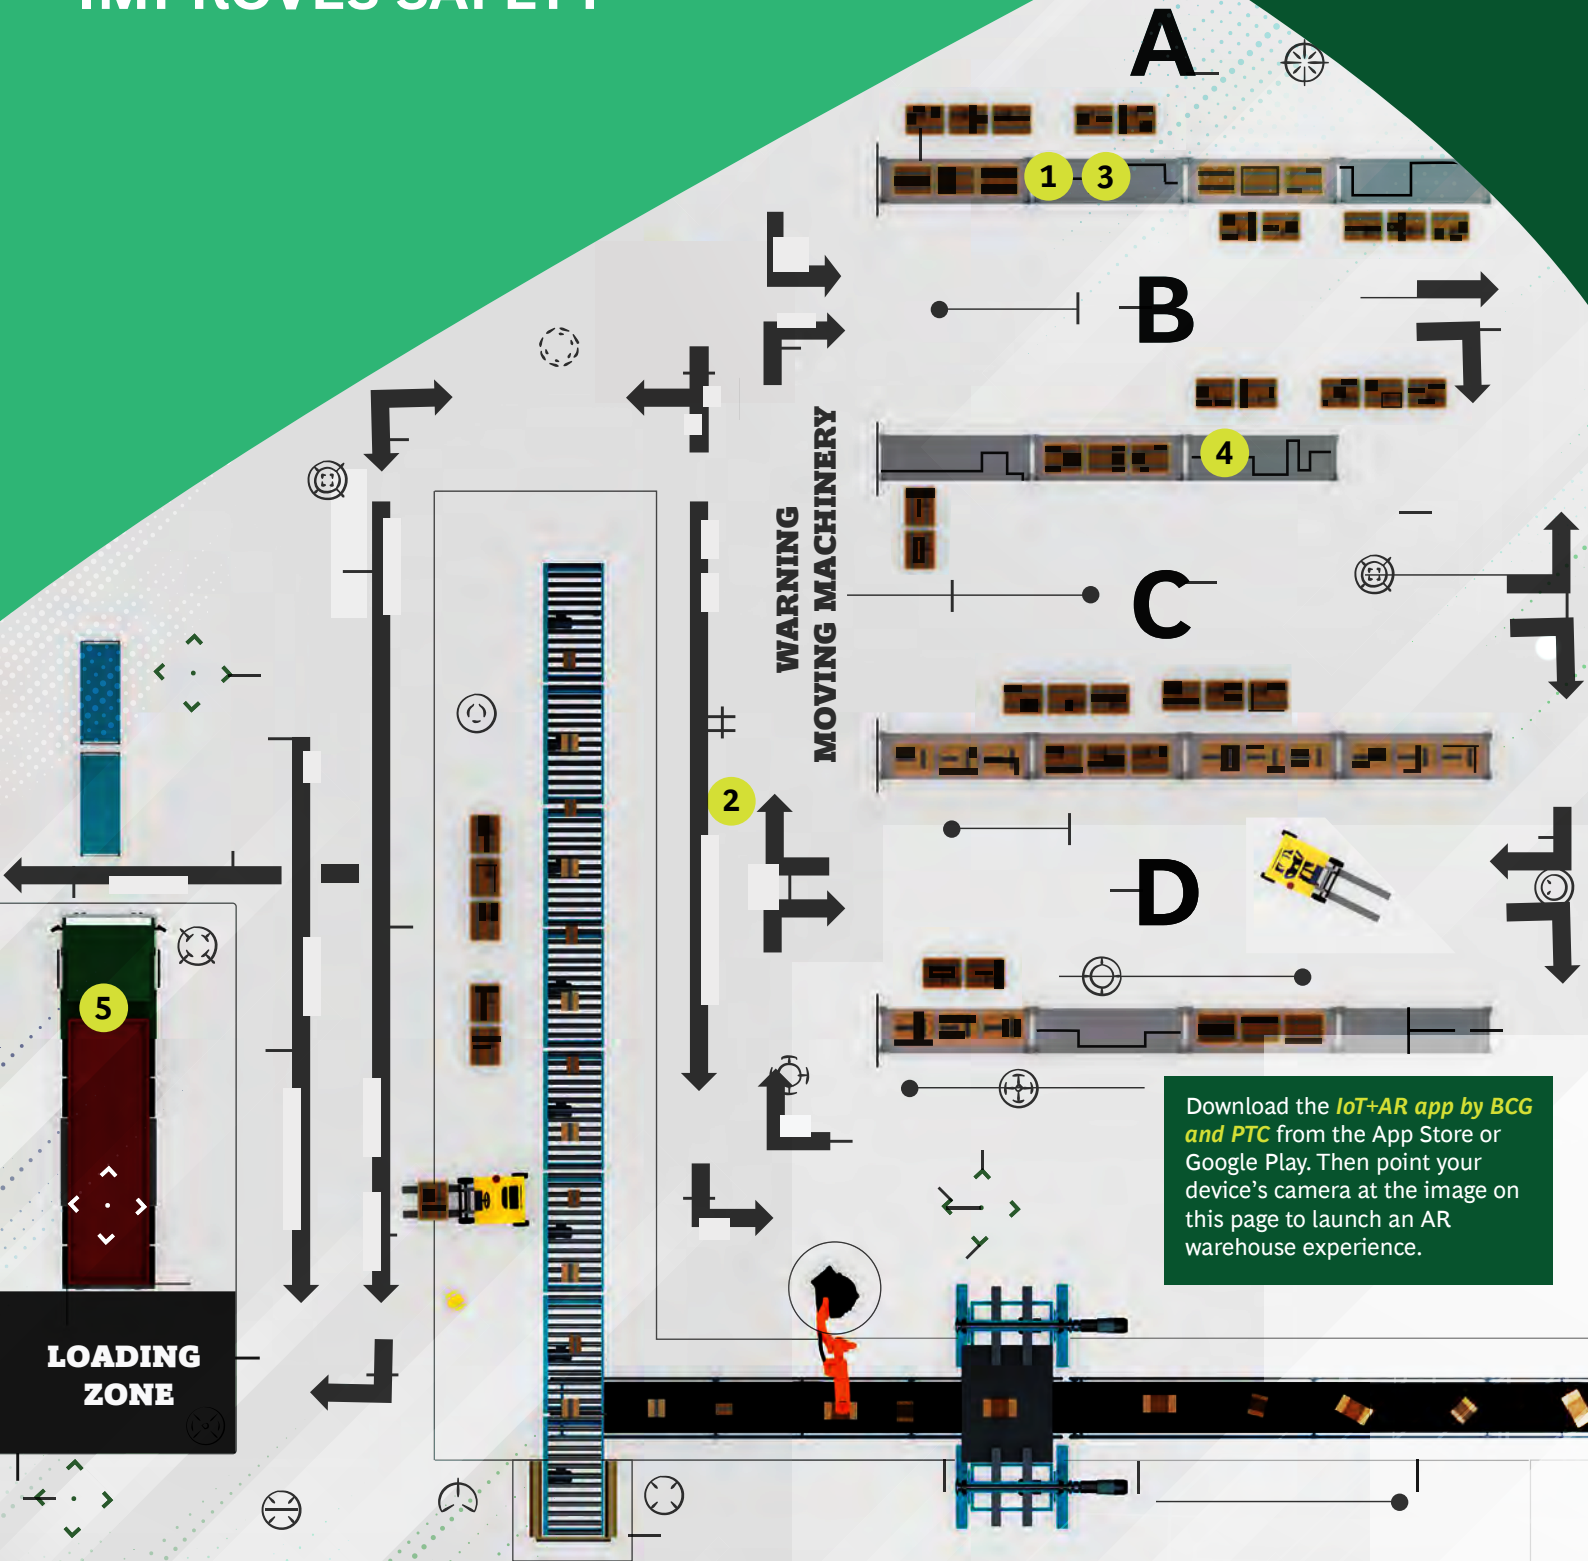 IMPROVES SAFETY
A
1
3
B
4
WARNING
MOVING MACHINERY
C
2
D
5
Download the IoT+AR app by BCG
and PTC from the App Store or
Google Play. Then point your
device’s camera at the image on
this page to launch an AR
warehouse experience.
LOADING
ZONE